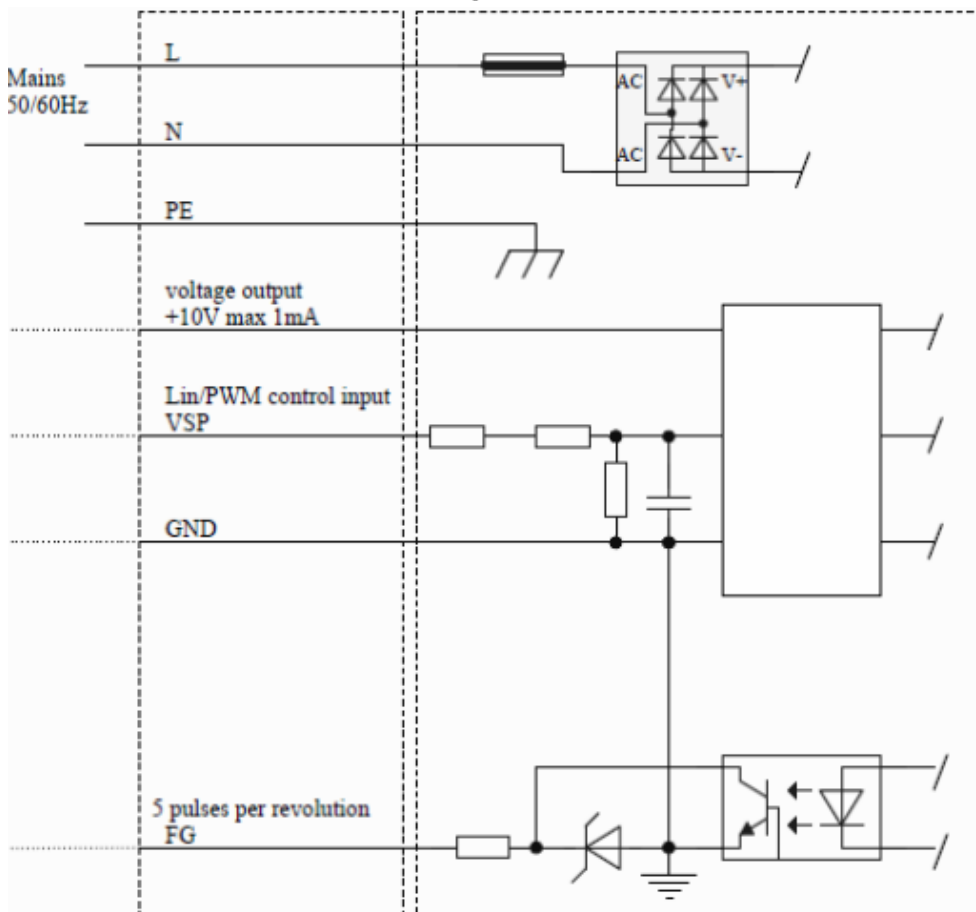 L
Mains
50/60Hz
AC
V+
N
AC
V-
PE
voltage output
+10V max 1mA
Lin/PWM control input
VSP
GND
5 pulses per revolution
FG